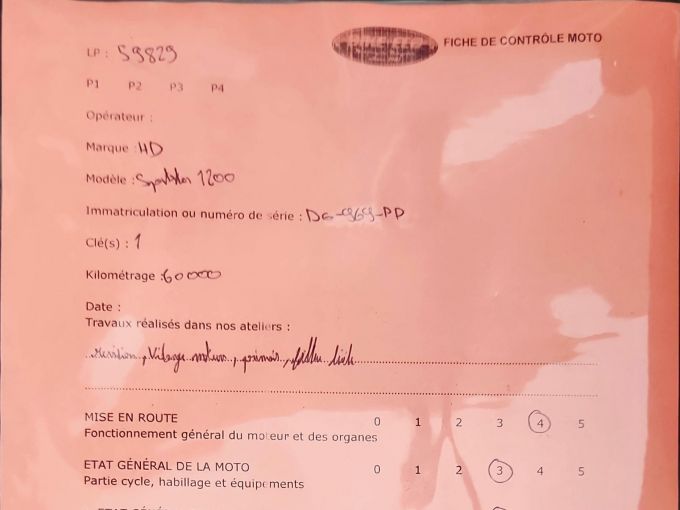 FICHE DE CONTRÔLE MOTO
LP : 59829
P1 P2 P3 P4
Opérateur :
Marque : HD
Modèle : Sportster 1200
Immatriculation ou numéro de série : DG-969-PP
Clé(s) : 1
Kilométrage : 60000
Date :
Travaux réalisés dans nos ateliers :
Révision, Vidange moteur, primaire, filtre
MISE EN ROUTE 0 1 2 3 4 5
Fonctionnement général du moteur et des organes
ETAT GÉNÉRAL DE LA MOTO 0 1 2 3 4 5
Partie cycle, habillage et équipements